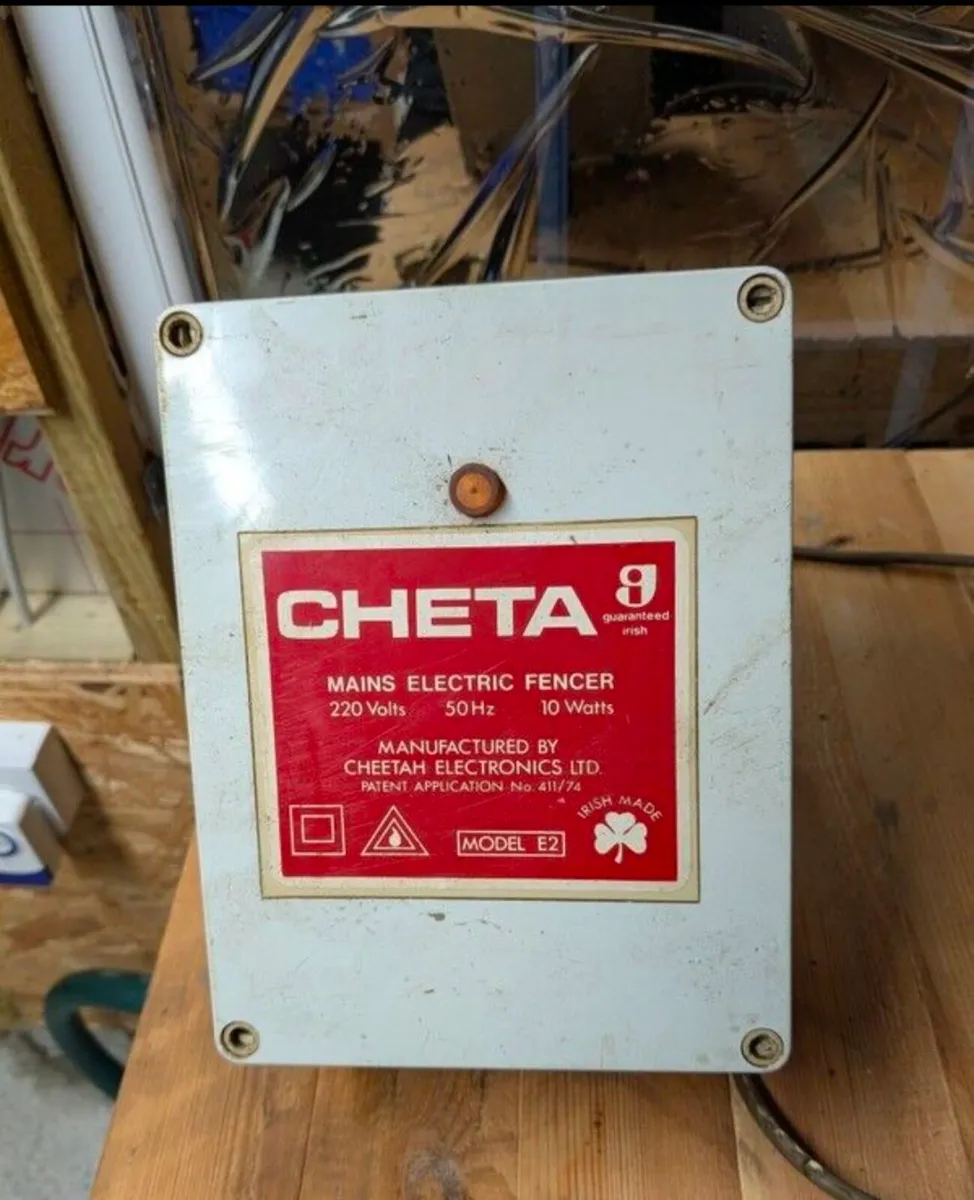 CHETA
g
guaranteed
irish
MAINS ELECTRIC FENCER
220 Volts 50Hz 10 Watts
MANUFACTURED BY
CHEETAH ELECTRONICS LTD.
PATENT APPLICATION No. 411/74
IRISH MADE
MODEL E2